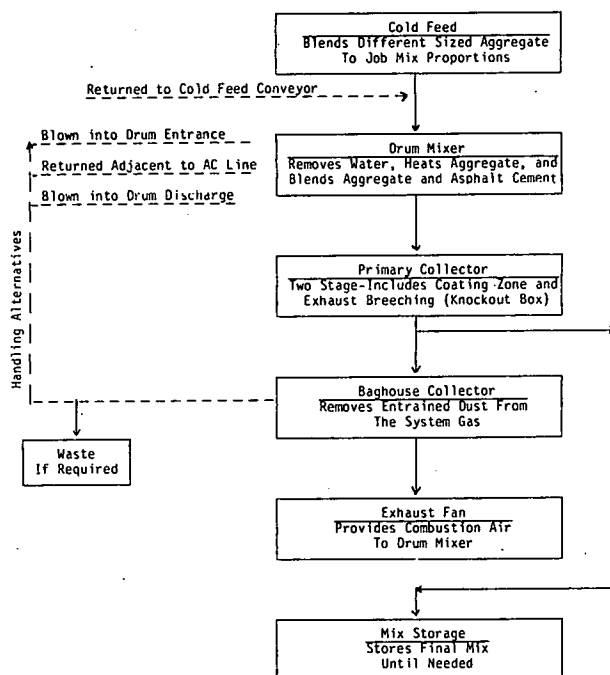 Cold Feed
Blends Different Sized Aggregate
To Job Mix Proportions
Returned to Cold Feed Conveyor
Blown into Drum Entrance
Returned Adjacent to AC Line
Blown into Drum Discharge
Handling Alternatives
Drum Mixer
Removes Water, Heats Aggregate, and
Blends Aggregate and Asphalt Cement
Primary Collector
Two Stage-Includes Coating Zone and
Exhaust Breeching (Knockout Box)
Baghouse Collector
Removes Entrained Dust From
The System Gas
Waste
If Required
Exhaust Fan
Provides Combustion Air
To Drum Mixer
Mix Storage
Stores Final Mix
Until Needed